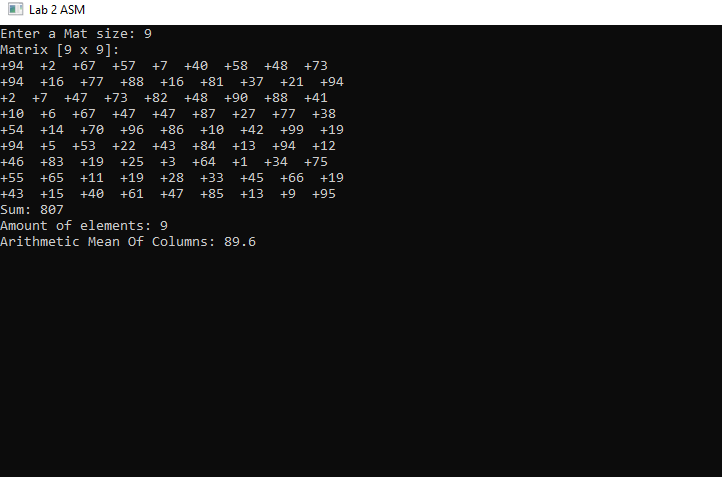 Lab 2 ASM
Enter a Mat size: 9
Matrix [9 x 9]:
+94  +2  +67  +57  +7  +40  +58  +48  +73
+94  +16  +77  +88  +16  +81  +37  +21  +94
+2  +7  +47  +73  +82  +48  +90  +88  +41
+10  +6  +67  +47  +47  +87  +27  +77  +38
+54  +14  +70  +96  +86  +10  +42  +99  +19
+94  +5  +53  +22  +43  +84  +13  +94  +12
+46  +83  +19  +25  +3  +64  +1  +34  +75
+55  +65  +11  +19  +28  +33  +45  +66  +19
+43  +15  +40  +61  +47  +85  +13  +9  +95
Sum: 807
Amount of elements: 9
Arithmetic Mean Of Columns: 89.6